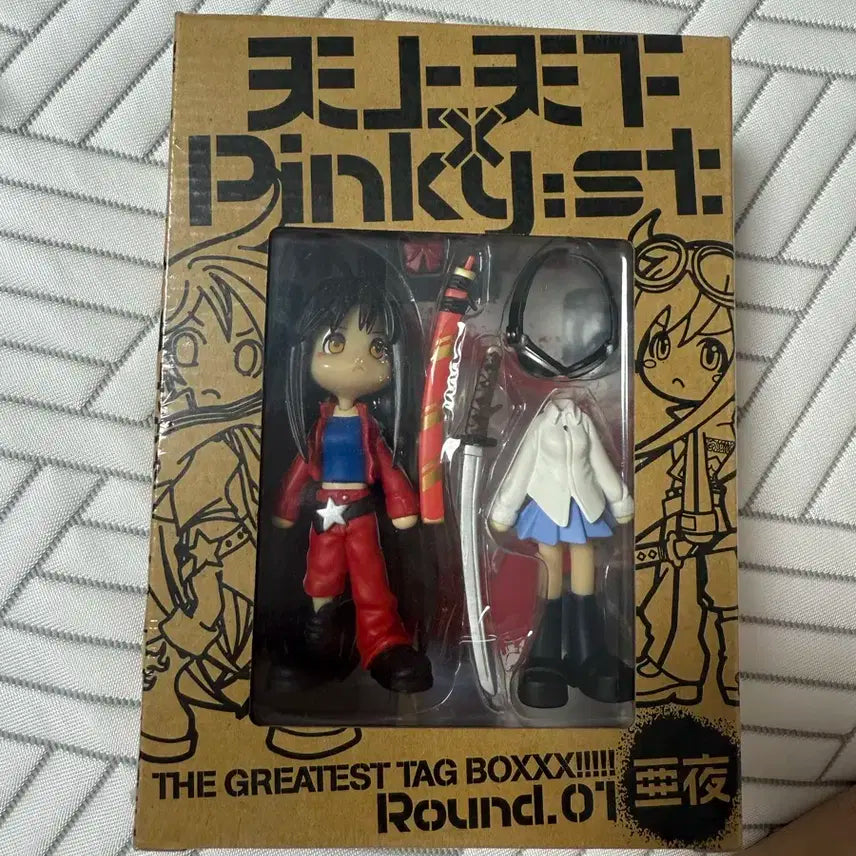 天上天下
×
Pinky:st.
THE GREATEST TAG BOXXX!!!!!
Round.01
亜夜